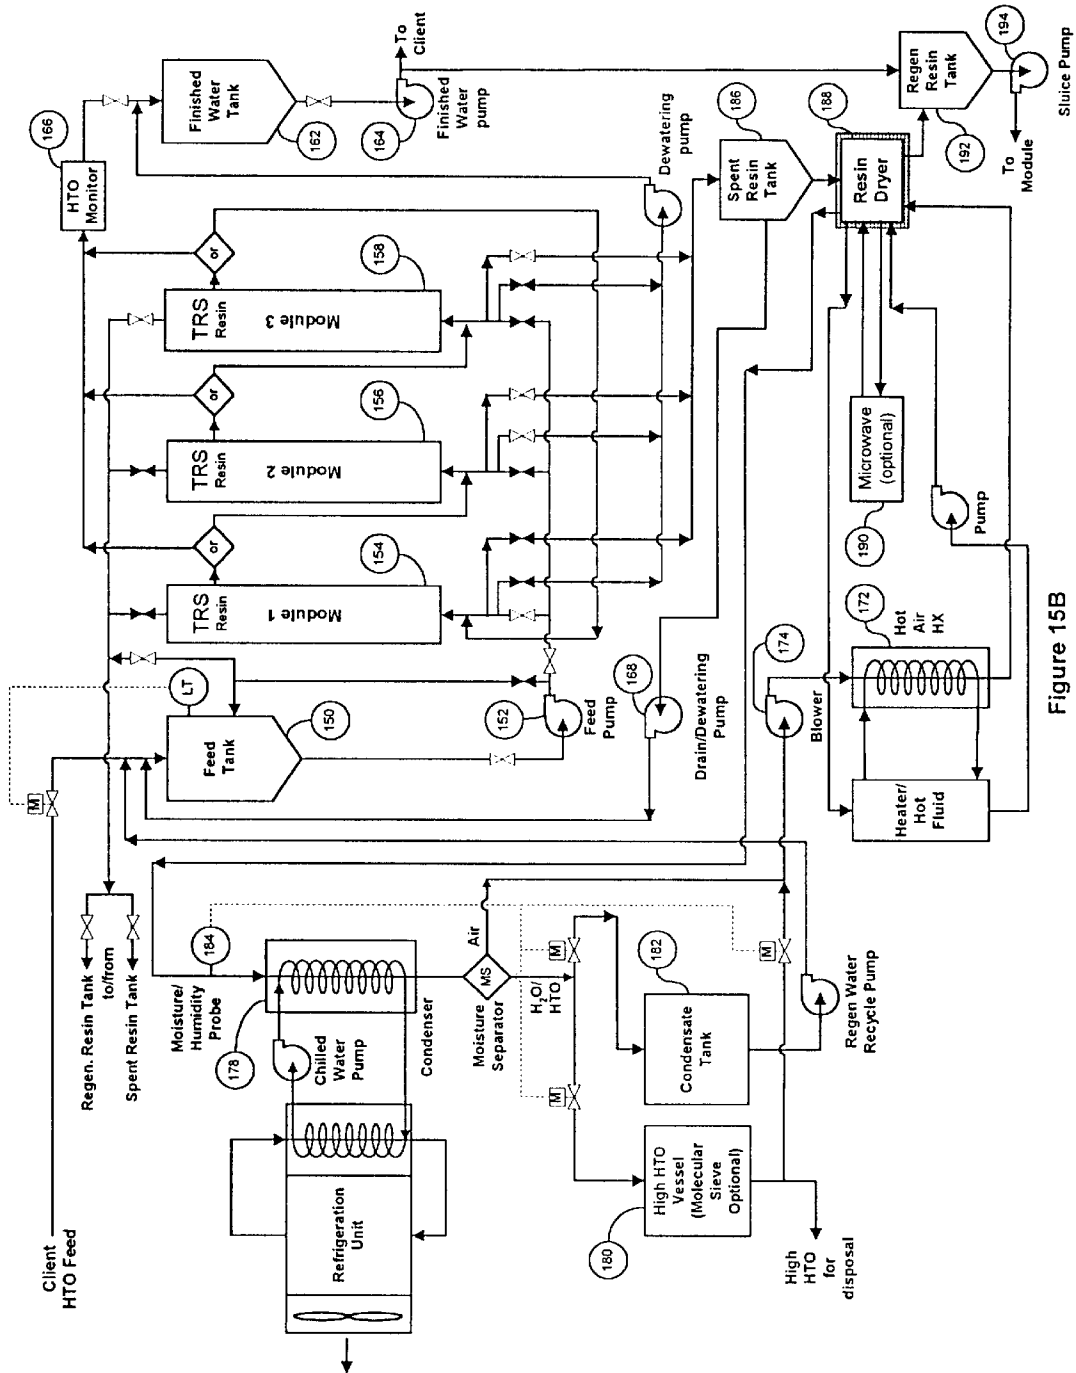 Client
HTO Feed
Regen. Resin Tank
to/from
Spent Resin Tank
M
LT
Feed
Tank
150
152
Feed
Pump
168
Drain/Dewatering
Pump
TRS
Resin
Module 1
154
or
TRS
Resin
Module 2
156
or
TRS
Resin
Module 3
158
or
HTO
Monitor
166
Finished
Water
Tank
162
164
Finished
Water
pump
To
Client
Dewatering
pump
Spent
Resin
Tank
186
Resin
Dryer
188
Regen
Resin
Tank
192
194
Sluice Pump
To
Module
Microwave
(optional)
190
Pump
Hot
Air
HX
172
174
Blower
Heater/
Hot
Fluid
Moisture/
Humidity
Probe
184
178
Chilled
Water
Pump
Condenser
Refrigeration
Unit
MS
Moisture
Separator
Air
H2O/
HTO
M
M
M
Condensate
Tank
182
Regen Water
Recycle Pump
High HTO
Vessel
(Molecular
Sieve
Optional)
180
High
HTO
for
disposal
Figure 15B